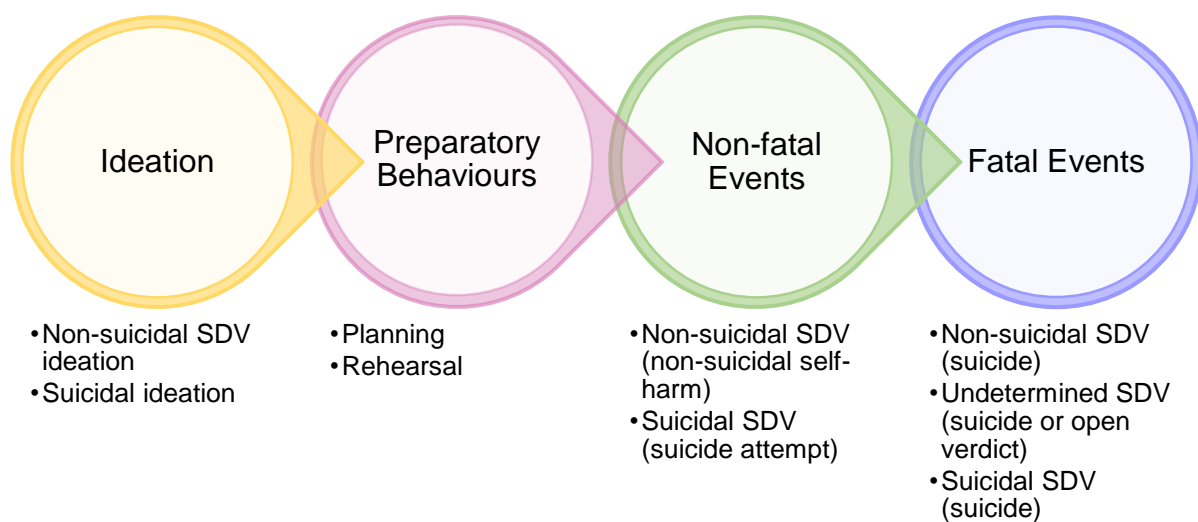 Ideation
Preparatory
Behaviours
Non-fatal
Events
Fatal Events
•Non-suicidal SDV
ideation
•Suicidal ideation
•Planning
•Rehearsal
•Non-suicidal SDV
(non-suicidal self-
harm)
•Suicidal SDV
(suicide attempt)
•Non-suicidal SDV
(suicide)
•Undetermined SDV
(suicide or open
verdict)
•Suicidal SDV
(suicide)